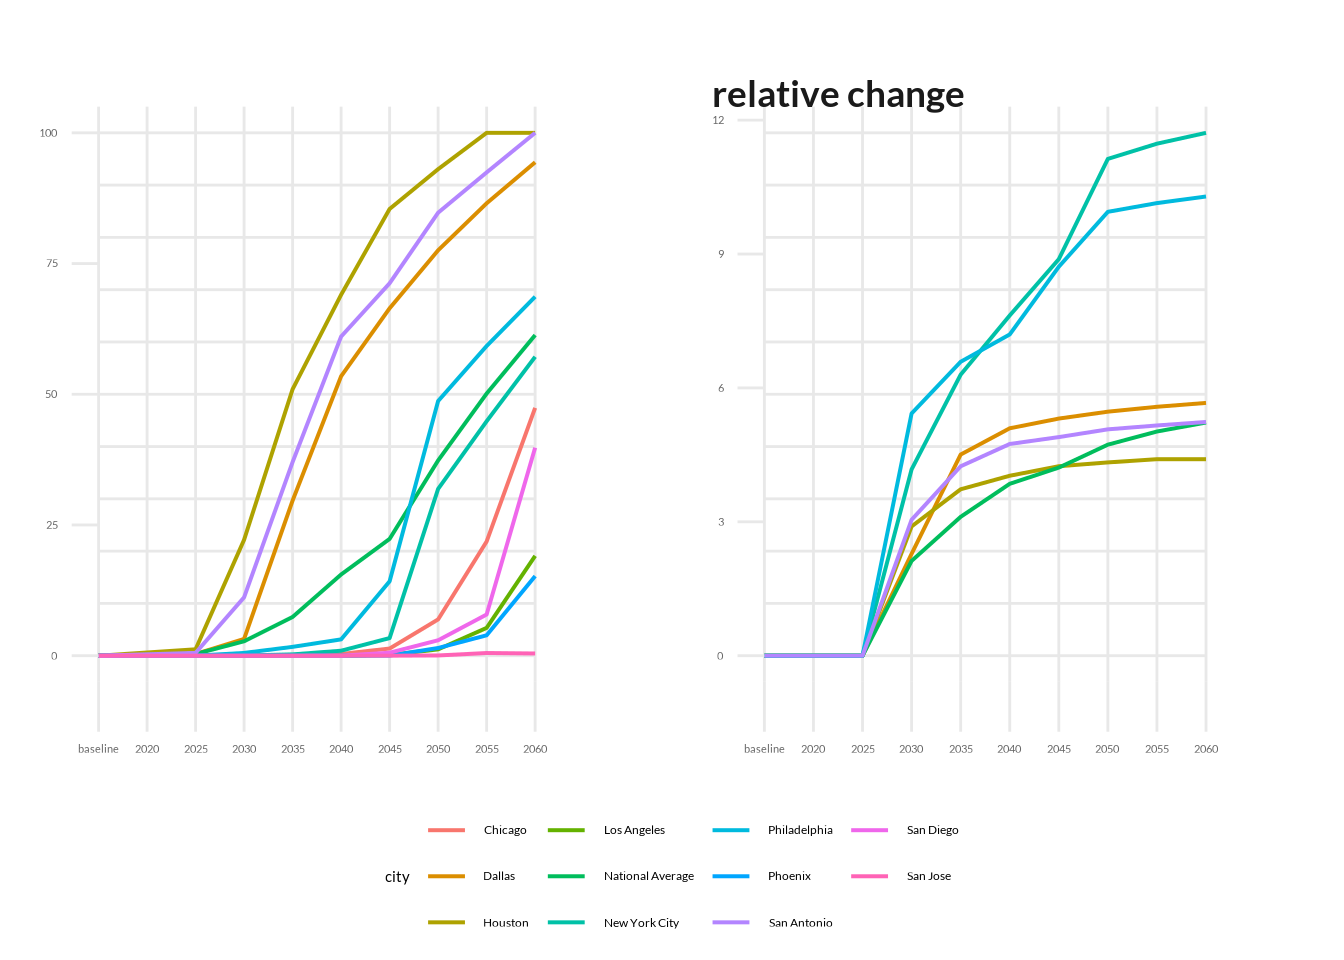 relative change
100
75
50
25
0
baseline 2020 2025 2030 2035 2040 2045 2050 2055 2060
12
9
6
3
0
baseline 2020 2025 2030 2035 2040 2045 2050 2055 2060
city
Chicago Los Angeles Philadelphia San Diego
Dallas National Average Phoenix San Jose
Houston New York City San Antonio